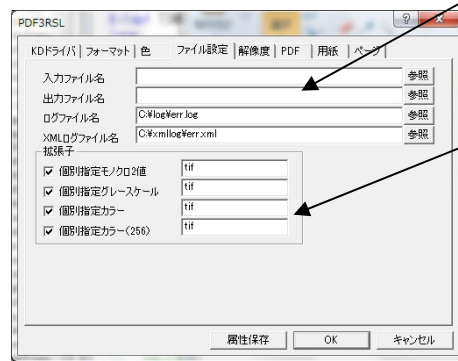 PDF3RSL
KDドライバ フォーマット 色 ファイル設定 解像度 PDF 用紙 ページ
入力ファイル名 参照
出力ファイル名 参照
ログファイル名 C:¥log¥err.log 参照
XMLログファイル名 C:¥xmllog¥err.xml 参照
拡張子
個別指定モノクロ2値 tif
個別指定グレースケール tif
個別指定カラー tif
個別指定カラー(256) tif
属性保存 OK キャンセル